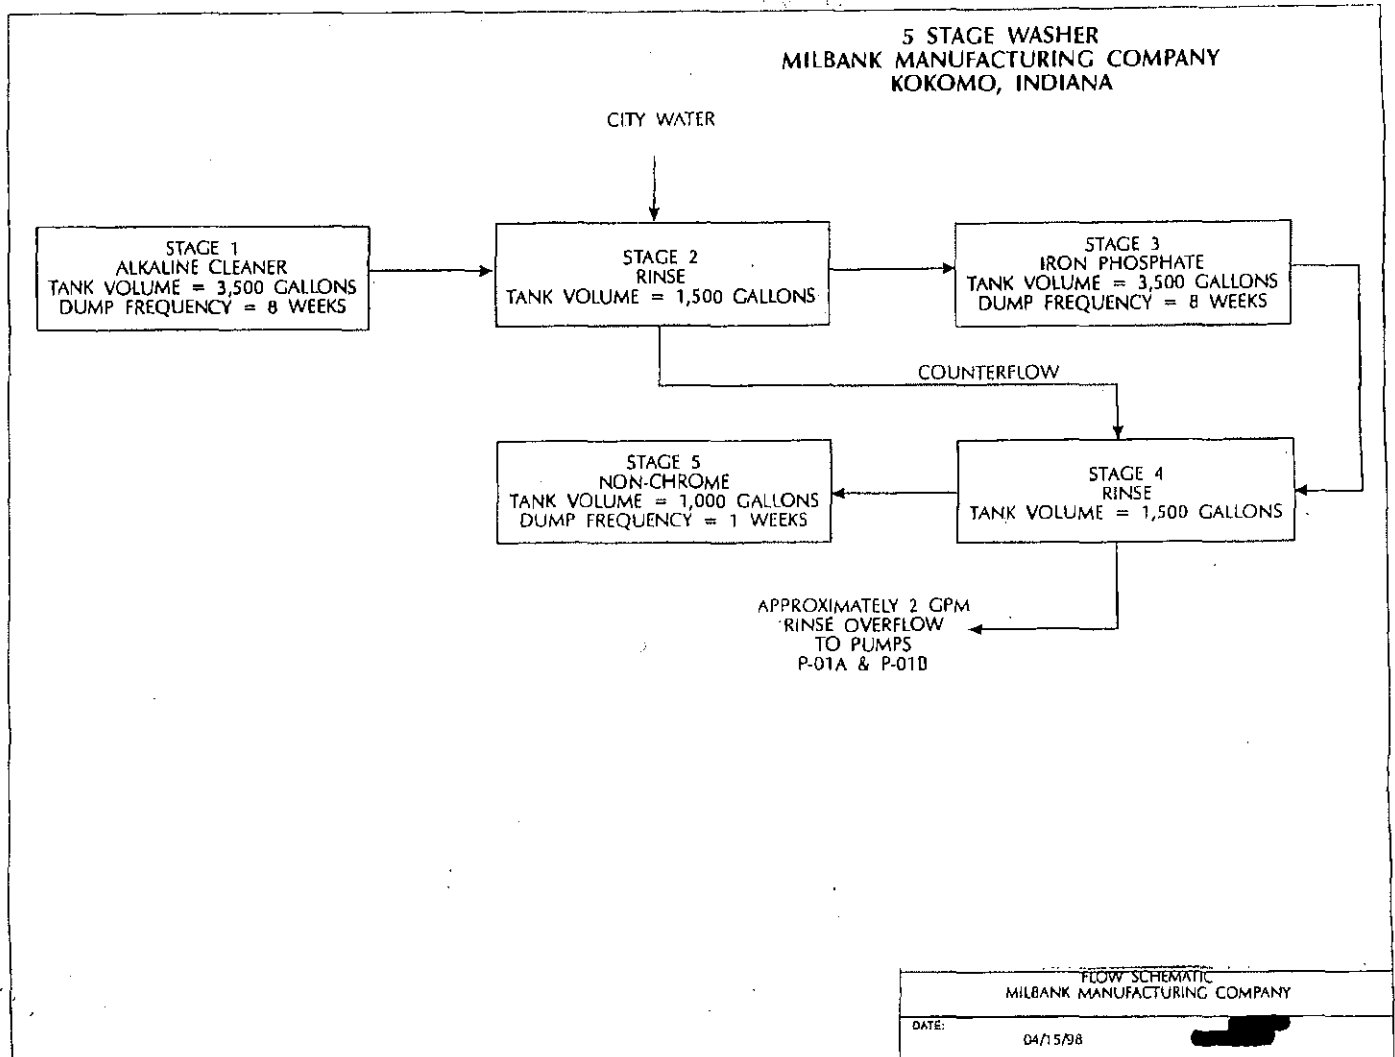 5 STAGE WASHER
MILBANK MANUFACTURING COMPANY
KOKOMO, INDIANA
CITY WATER
STAGE 1
ALKALINE CLEANER
TANK VOLUME = 3,500 GALLONS
DUMP FREQUENCY = 8 WEEKS
STAGE 2
RINSE
TANK VOLUME = 1,500 GALLONS
STAGE 3
IRON PHOSPHATE
TANK VOLUME = 3,500 GALLONS
DUMP FREQUENCY = 8 WEEKS
COUNTERFLOW
STAGE 5
NON-CHROME
TANK VOLUME = 1,000 GALLONS
DUMP FREQUENCY = 1 WEEKS
STAGE 4
RINSE
TANK VOLUME = 1,500 GALLONS
APPROXIMATELY 2 GPM
RINSE OVERFLOW
TO PUMPS
P-01A & P-01B
FLOW SCHEMATIC
MILBANK MANUFACTURING COMPANY
DATE:
04/15/98